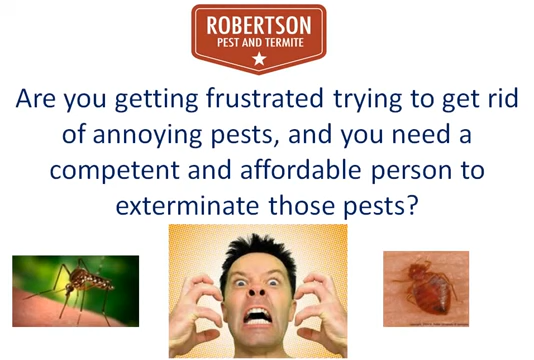 ROBERTSON
PEST AND TERMITE
Are you getting frustrated trying to get rid
of annoying pests, and you need a
competent and affordable person to
exterminate those pests?